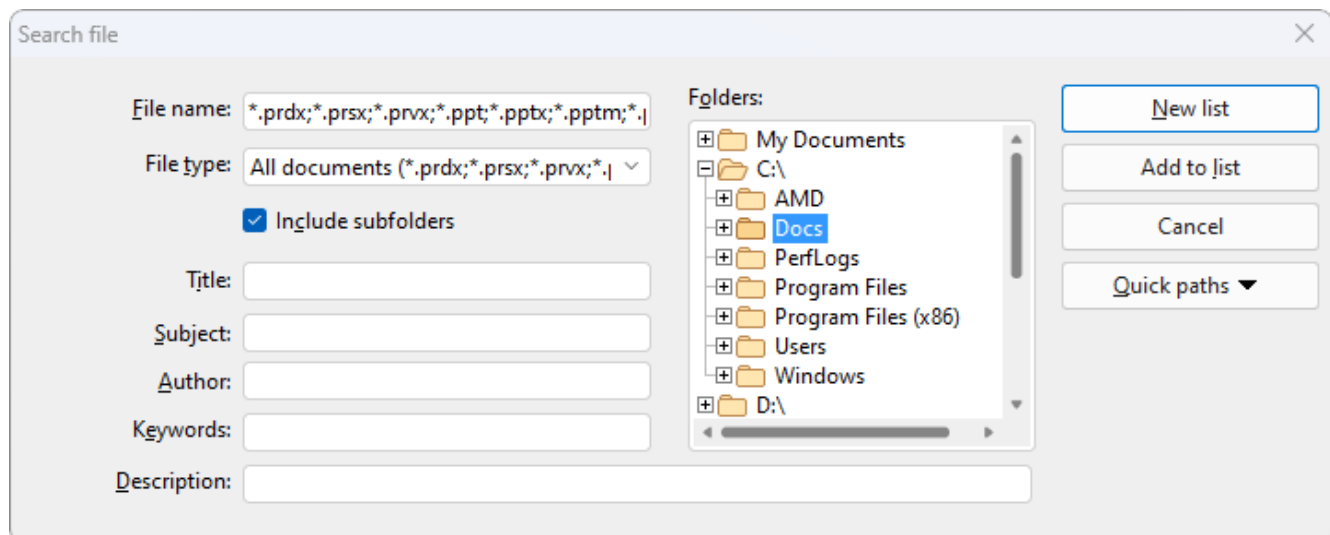 Search file
File name:
*.prdx;*.prsx;*.prvx;*.ppt;*.pptx;*.pptm;*.
File type:
All documents (*.prdx;*.prsx;*.prvx;*.
Include subfolders
Title:
Subject:
Author:
Keywords:
Description:
Folders:
My Documents
C:\
AMD
Docs
PerfLogs
Program Files
Program Files (x86)
Users
Windows
D:\
New list
Add to list
Cancel
Quick paths